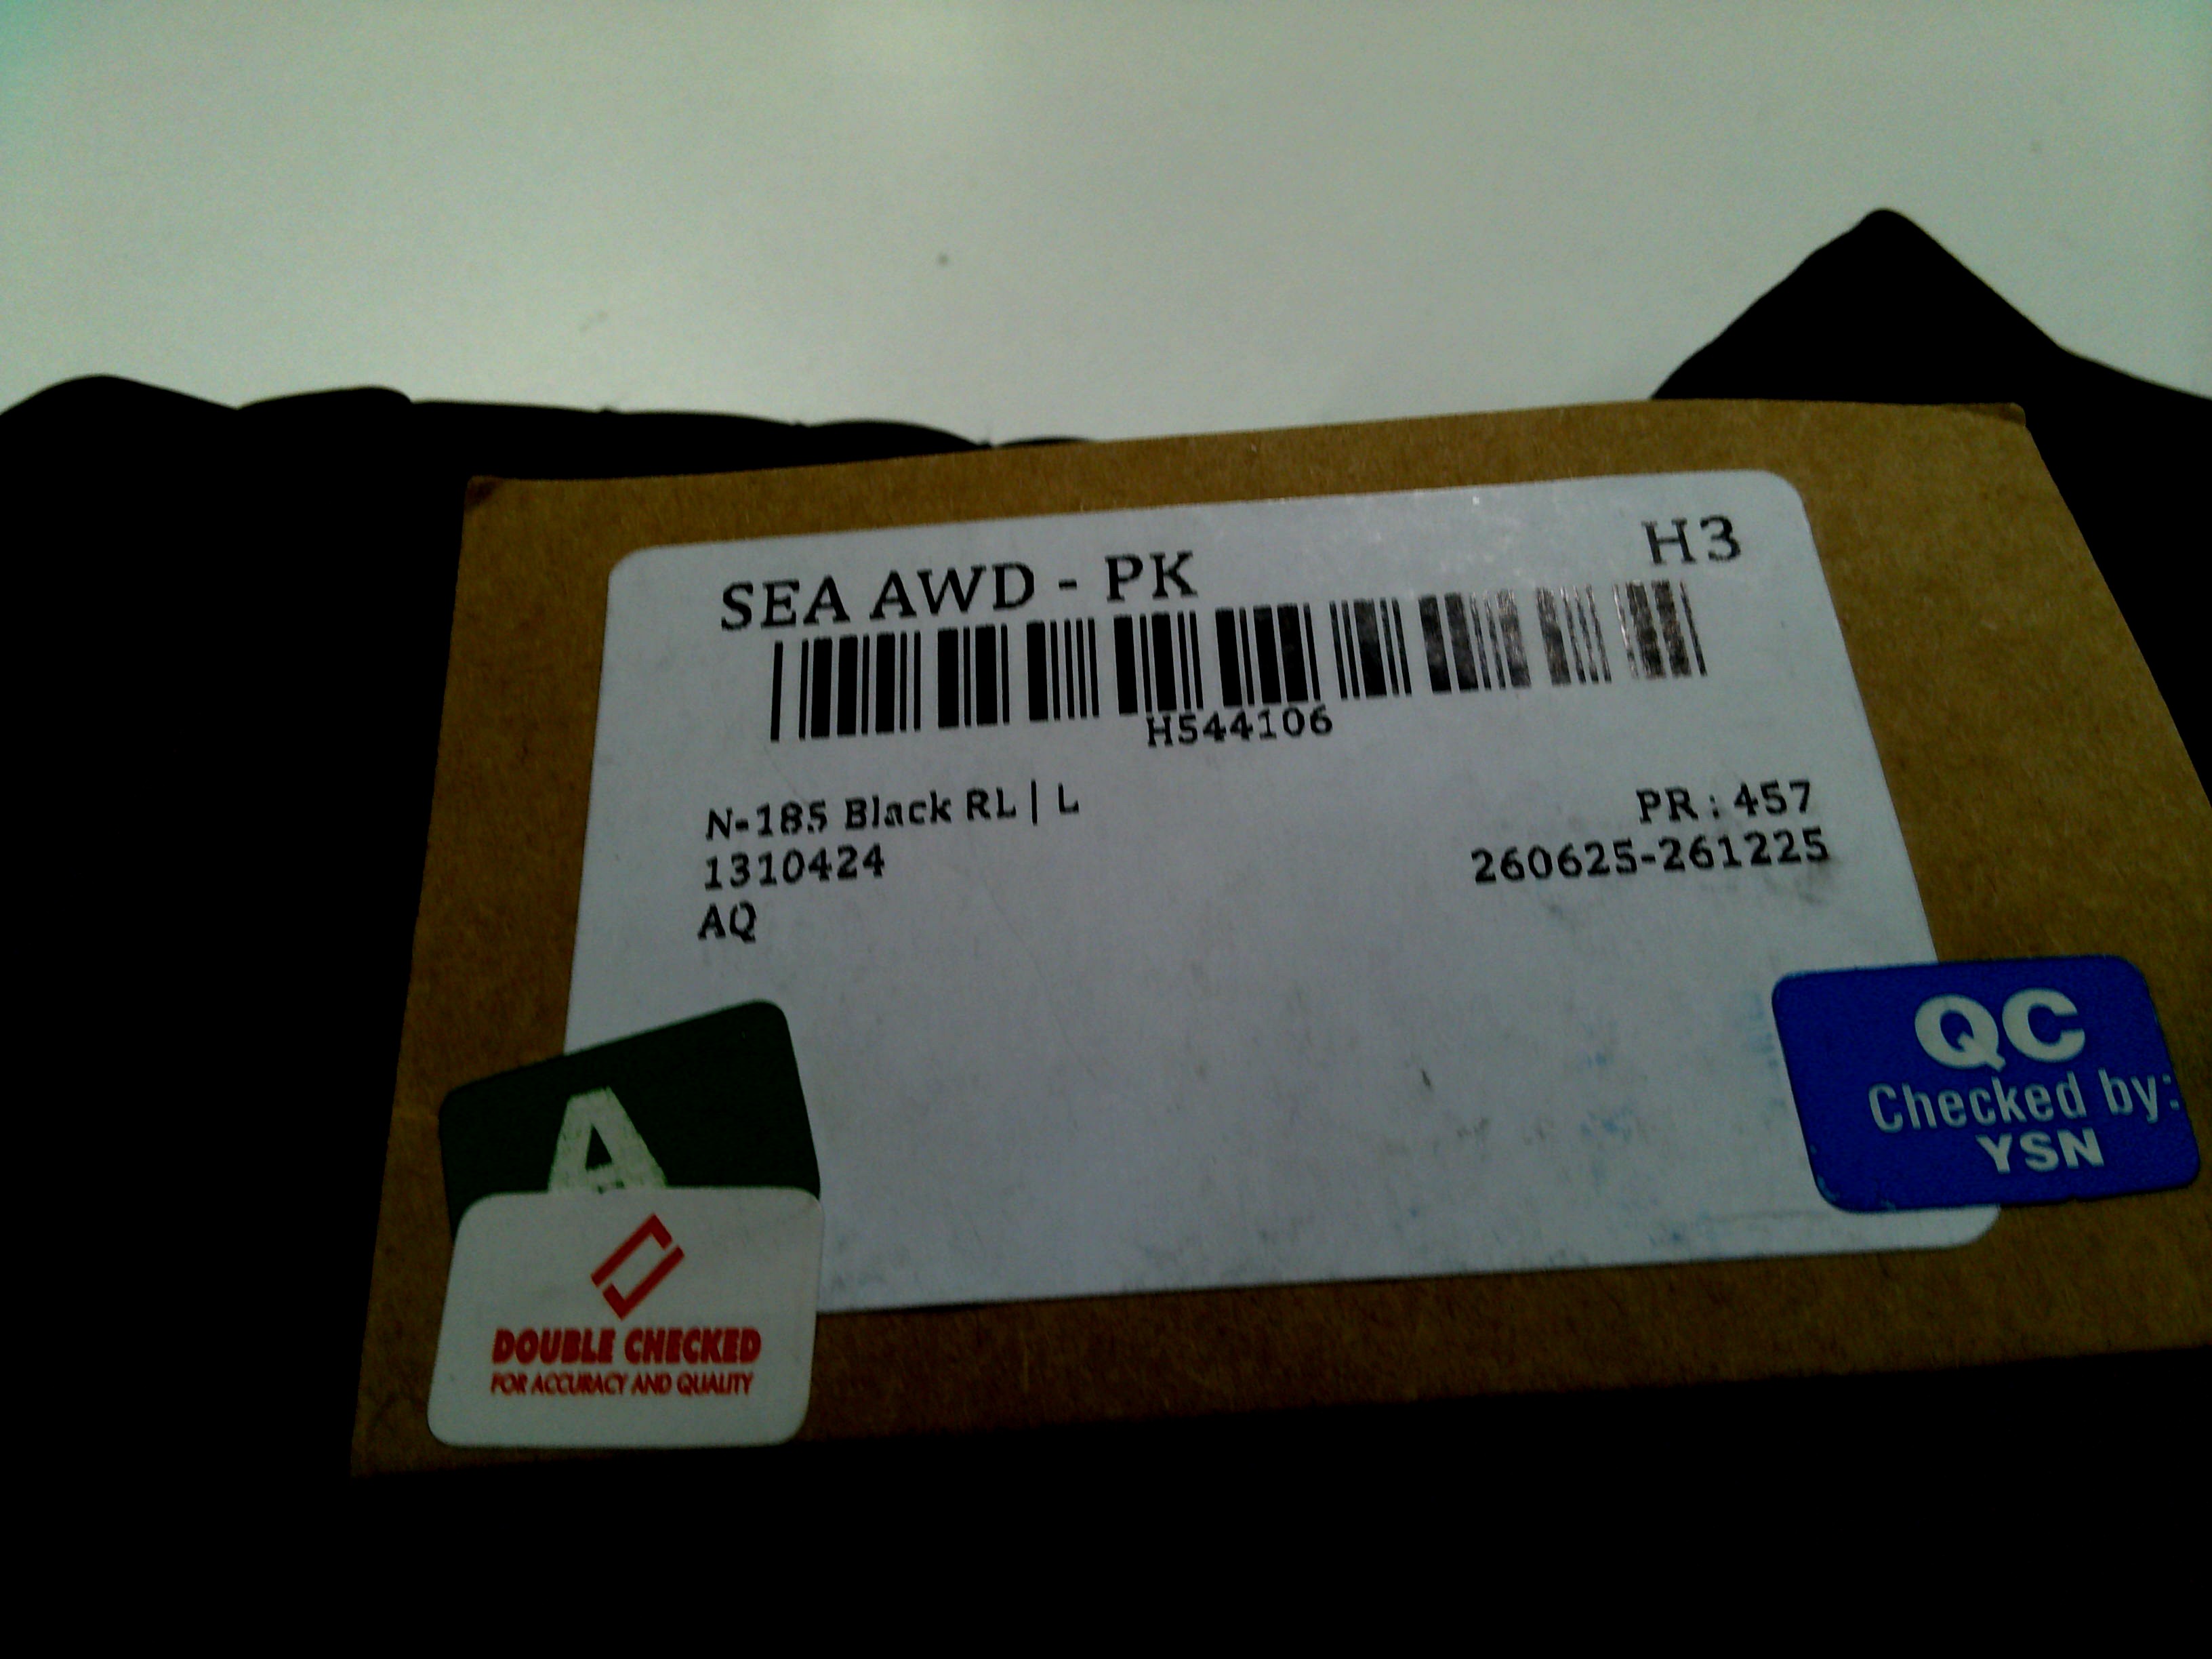 SEA AWD - PK
H3
H544106
N-185 Black RL | L
PR : 457
1310424
260625-261225
AQ
A
QC
Checked by:
YSN
DOUBLE CHECKED
FOR ACCURACY AND QUALITY